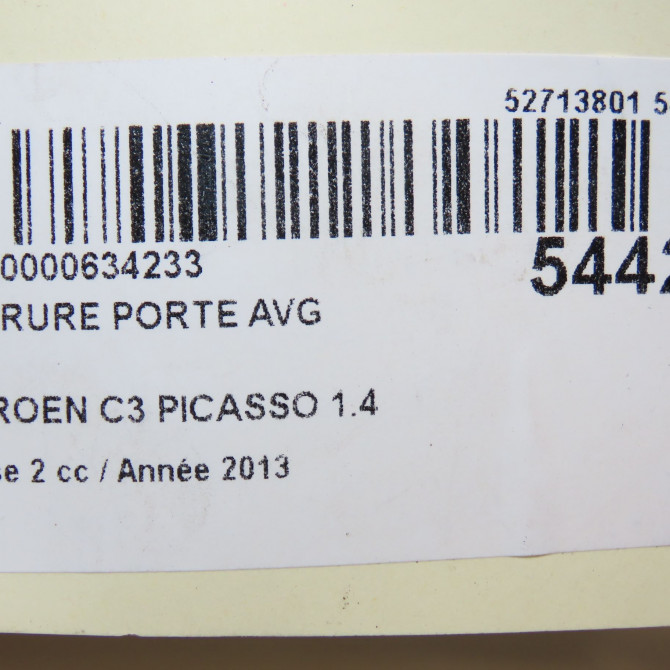 52713801 5
0000634233
5442
RURE PORTE AVG
ROEN C3 PICASSO 1.4
se 2 cc / Année 2013